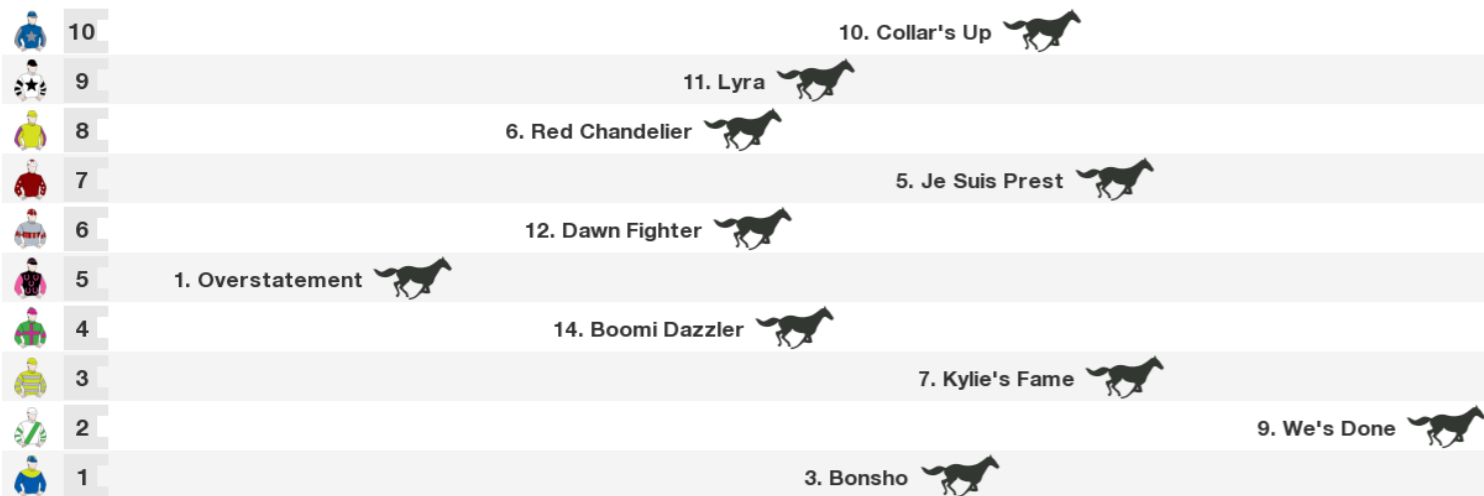 10 10. Collar's Up
9 11. Lyra
8 6. Red Chandelier
7 5. Je Suis Prest
6 12. Dawn Fighter
5 1. Overstatement
4 14. Boomi Dazzler
3 7. Kylie's Fame
2 9. We's Done
1 3. Bonsho